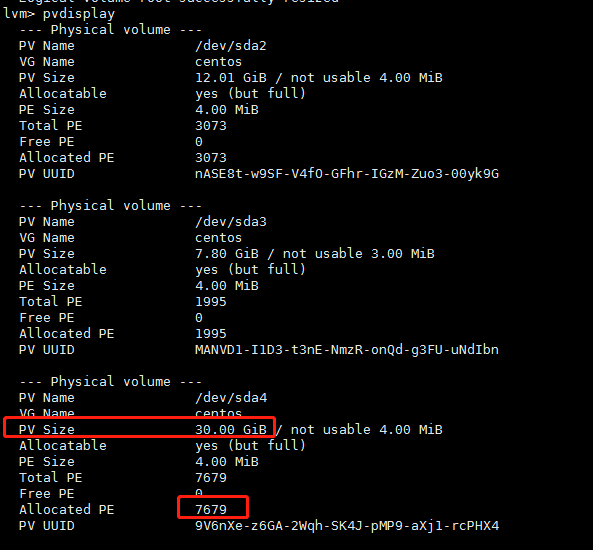 Logical volume root successfully resized
lvm> pvdisplay
--- Physical volume ---
PV Name /dev/sda2
VG Name centos
PV Size 12.01 GiB / not usable 4.00 MiB
Allocatable yes (but full)
PE Size 4.00 MiB
Total PE 3073
Free PE 0
Allocated PE 3073
PV UUID nASE8t-w9SF-V4fO-GFhr-IGzM-Zuo3-00yk9G
--- Physical volume ---
PV Name /dev/sda3
VG Name centos
PV Size 7.80 GiB / not usable 3.00 MiB
Allocatable yes (but full)
PE Size 4.00 MiB
Total PE 1995
Free PE 0
Allocated PE 1995
PV UUID MANVD1-I1D3-t3nE-NmzR-onQd-g3FU-uNdIbn
--- Physical volume ---
PV Name /dev/sda4
VG Name centos
PV Size 30.00 GiB / not usable 4.00 MiB
Allocatable yes (but full)
PE Size 4.00 MiB
Total PE 7679
Free PE 0
Allocated PE 7679
PV UUID 9V6nXe-z6GA-2Wqh-SK4J-pMP9-aXj1-rcPHX4